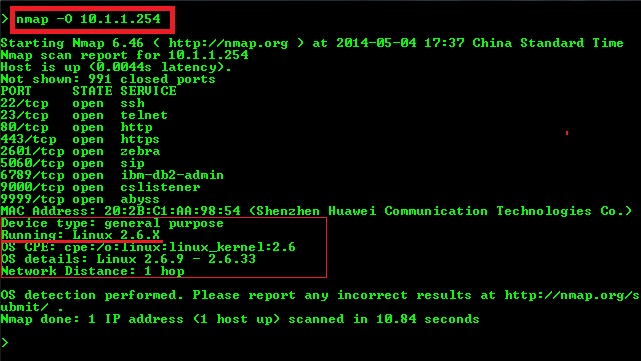 > nmap -O 10.1.1.254
Starting Nmap 6.46 ( http://nmap.org ) at 2014-05-04 17:37 China Standard Time
Nmap scan report for 10.1.1.254
Host is up (0.0044s latency).
Not shown: 991 closed ports
PORT     STATE SERVICE
22/tcp   open  ssh
23/tcp   open  telnet
80/tcp   open  http
443/tcp  open  https
2601/tcp open  zebra
5060/tcp open  sip
6789/tcp open  ibm-db2-admin
9000/tcp open  cslistener
9999/tcp open  abyss
MAC Address: 20:2B:C1:AA:98:54 (Shenzhen Huawei Communication Technologies Co.)
Device type: general purpose
Running: Linux 2.6.X
OS CPE: cpe:/o:linux:linux_kernel:2.6
OS details: Linux 2.6.9 - 2.6.33
Network Distance: 1 hop
OS detection performed. Please report any incorrect results at http://nmap.org/s
ubmit/ .
Nmap done: 1 IP address (1 host up) scanned in 10.84 seconds
>